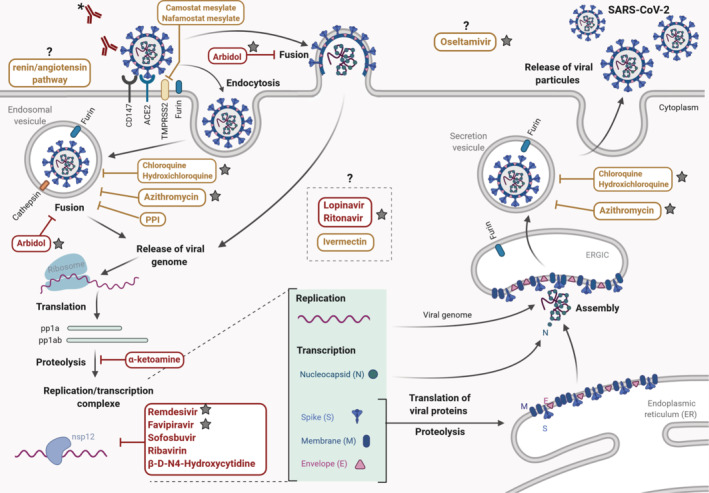 *
Camostat mesylate
Nafamostat mesylate
?
renin/angiotensin
pathway
Arbidol
Fusion
Endocytosis
?
Oseltamivir
SARS-CoV-2
Release of viral
particules
Cytoplasm
Endosomal
vesicule
Furin
CD147
ACE2
TMPRSS2
Furin
Cathepsin
Fusion
Chloroquine
Hydroxichloroquine
Azithromycin
PPI
Arbidol
Release of viral
genome
?
Lopinavir
Ritonavir
Ivermectin
Secretion
vesicule
Furin
Chloroquine
Hydroxichloroquine
Azithromycin
Furin
ERGIC
Ribosome
Translation
pp1a
pp1ab
Proteolysis
α-ketoamine
Replication/transcription
complexe
nsp12
Remdesivir
Favipiravir
Sofosbuvir
Ribavirin
β-D-N4-Hydroxycytidine
Replication
Transcription
Nucleocapsid (N)
Spike (S)
Membrane (M)
Envelope (E)
Viral genome
Assembly
N
Translation of
viral proteins
Proteolysis
M
E
S
Endoplasmic
reticulum (ER)